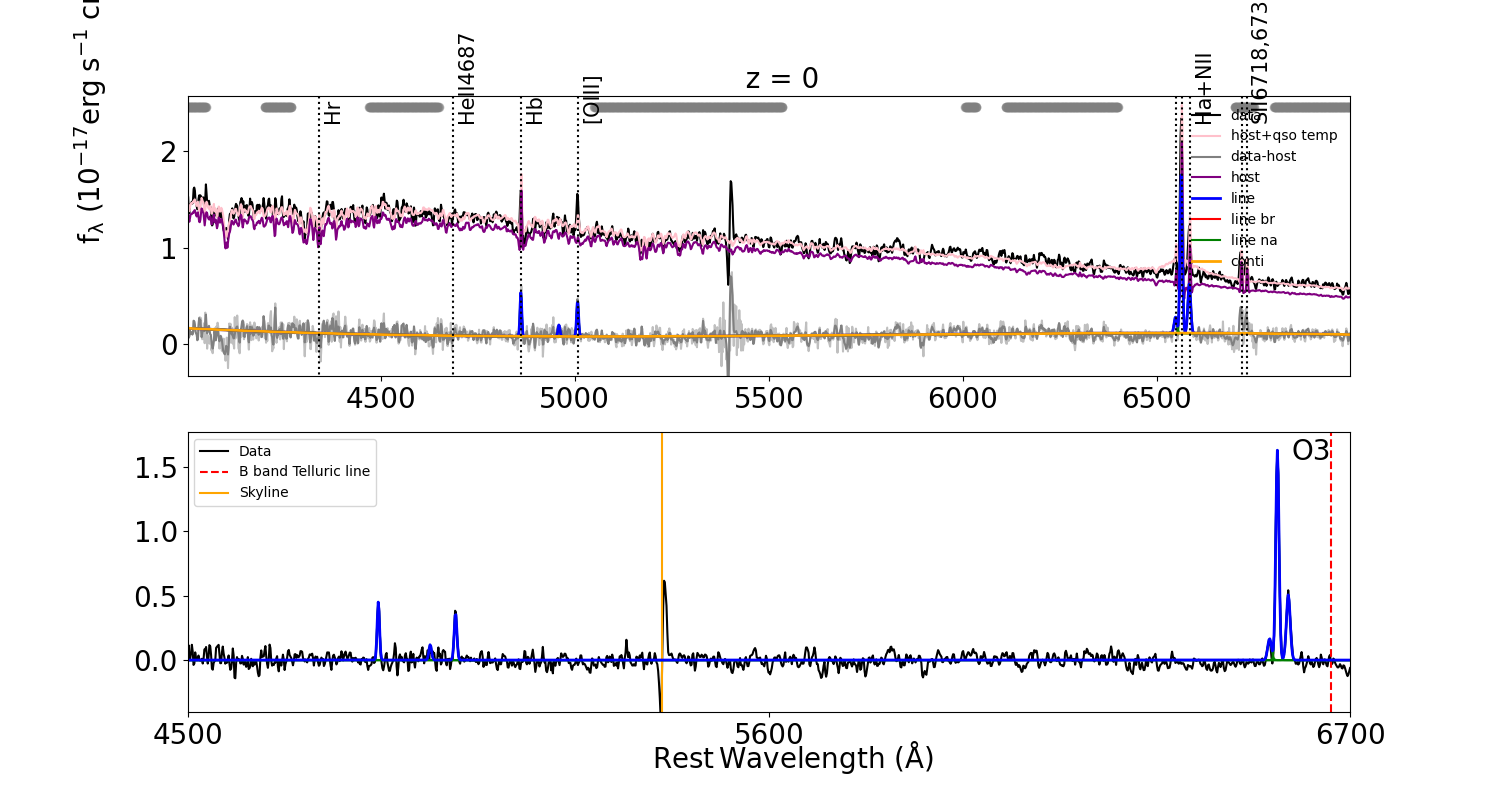 z = 0
f_λ (10^−17 erg s^−1
Hr
HeII4687
Hb
[OIII]
Ha+NII
SII6718,673
data
host+qso temp
data-host
host
line
line br
line na
conti
2
1
0
4500
5000
5500
6000
6500
Data
B band Telluric line
Skyline
O3
1.5
1.0
0.5
0.0
4500
5600
6700
Rest Wavelength (Å)